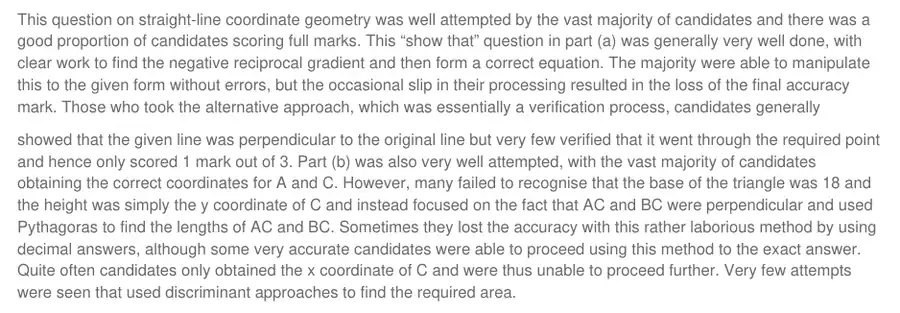 This question on straight-line coordinate geometry was well attempted by the vast majority of candidates and there was a
good proportion of candidates scoring full marks. This “show that” question in part (a) was generally very well done, with
clear work to find the negative reciprocal gradient and then form a correct equation. The majority were able to manipulate
this to the given form without errors, but the occasional slip in their processing resulted in the loss of the final accuracy
mark. Those who took the alternative approach, which was essentially a verification process, candidates generally
showed that the given line was perpendicular to the original line but very few verified that it went through the required point
and hence only scored 1 mark out of 3. Part (b) was also very well attempted, with the vast majority of candidates
obtaining the correct coordinates for A and C. However, many failed to recognise that the base of the triangle was 18 and
the height was simply the y coordinate of C and instead focused on the fact that AC and BC were perpendicular and used
Pythagoras to find the lengths of AC and BC. Sometimes they lost the accuracy with this rather laborious method by using
decimal answers, although some very accurate candidates were able to proceed using this method to the exact answer.
Quite often candidates only obtained the x coordinate of C and were thus unable to proceed further. Very few attempts
were seen that used discriminant approaches to find the required area.